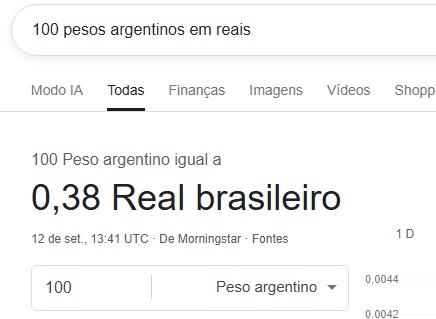 100 pesos argentinos em reais
Modo IA Todas Finanças Imagens Vídeos Shopp
100 Peso argentino igual a
0,38 Real brasileiro
12 de set., 13:41 UTC · De Morningstar · Fontes
1 D
100 Peso argentino
0,0044
0,0042